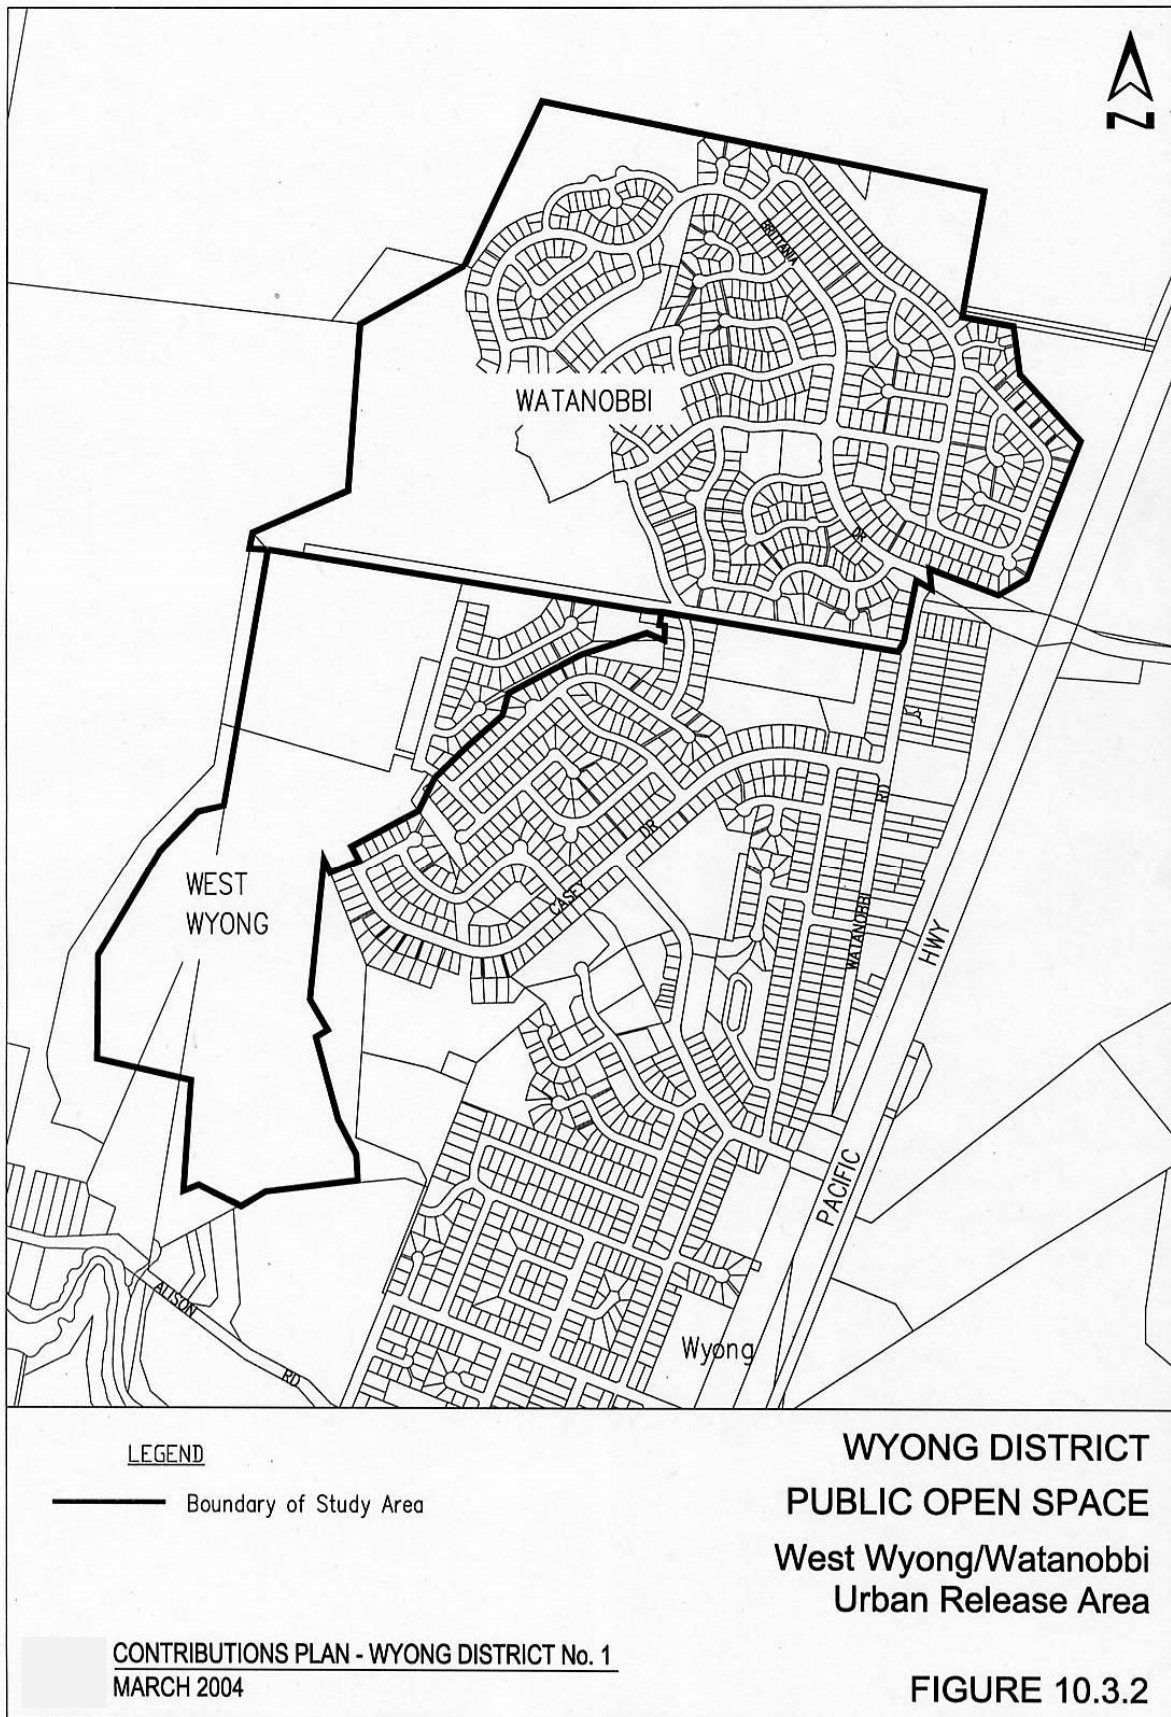 N
BRITTANIA
WATANOBBI
DR
RD
DR
CASEY
WATANOBBI
WEST
WYONG
HWY
PACIFIC
ALISON
RD
Wyong
LEGEND
Boundary of Study Area
WYONG DISTRICT
PUBLIC OPEN SPACE
West Wyong/Watanobbi
Urban Release Area
CONTRIBUTIONS PLAN - WYONG DISTRICT No. 1
MARCH 2004
FIGURE 10.3.2